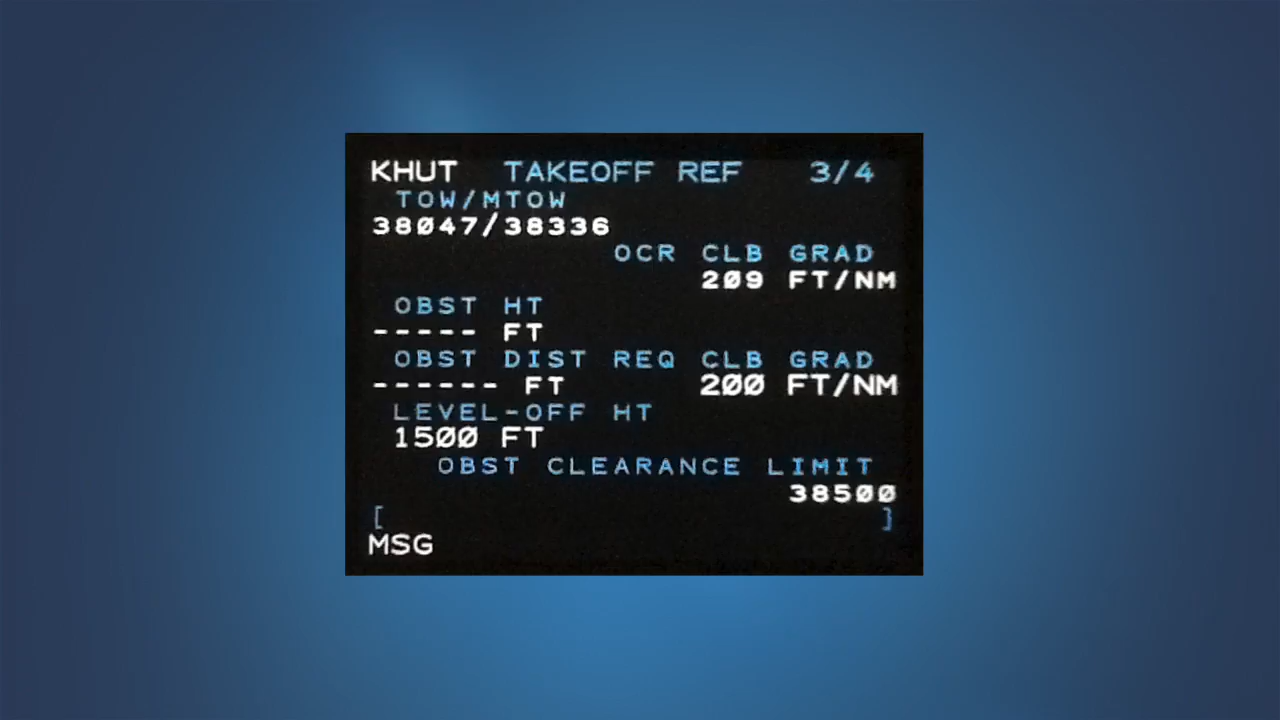 KHUT TAKEOFF REF 3/4
TOW/MTOW
38047/38336
OCR CLB GRAD
209 FT/NM
OBST HT
----- FT
OBST DIST REQ CLB GRAD
------ FT 200 FT/NM
LEVEL-OFF HT
1500 FT
OBST CLEARANCE LIMIT
38500
[ ]
MSG